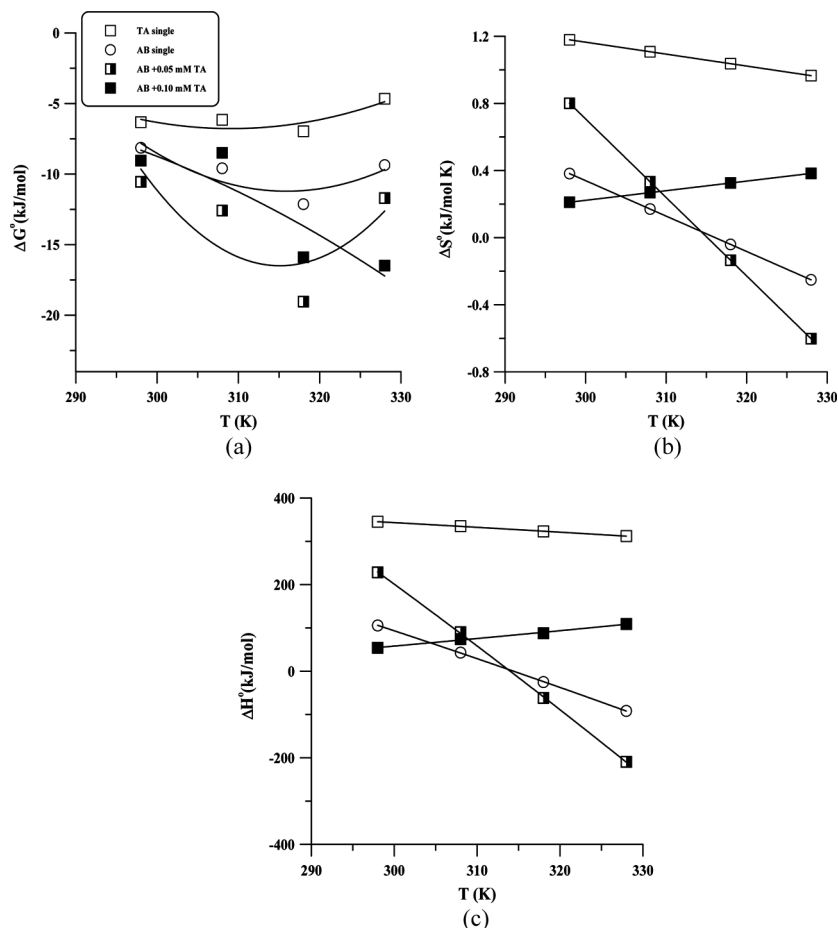 TA single
AB single
AB +0.05 mM TA
AB +0.10 mM TA
0
-5
-10
-15
-20
ΔG°(kJ/mol)
290 300 310 320 330
T (K)
(a)
1.2
0.8
0.4
0.0
-0.4
-0.8
ΔS°(kJ/mol K)
290 300 310 320 330
T (K)
(b)
400
200
0
-200
-400
ΔH°(kJ/mol)
290 300 310 320 330
T (K)
(c)